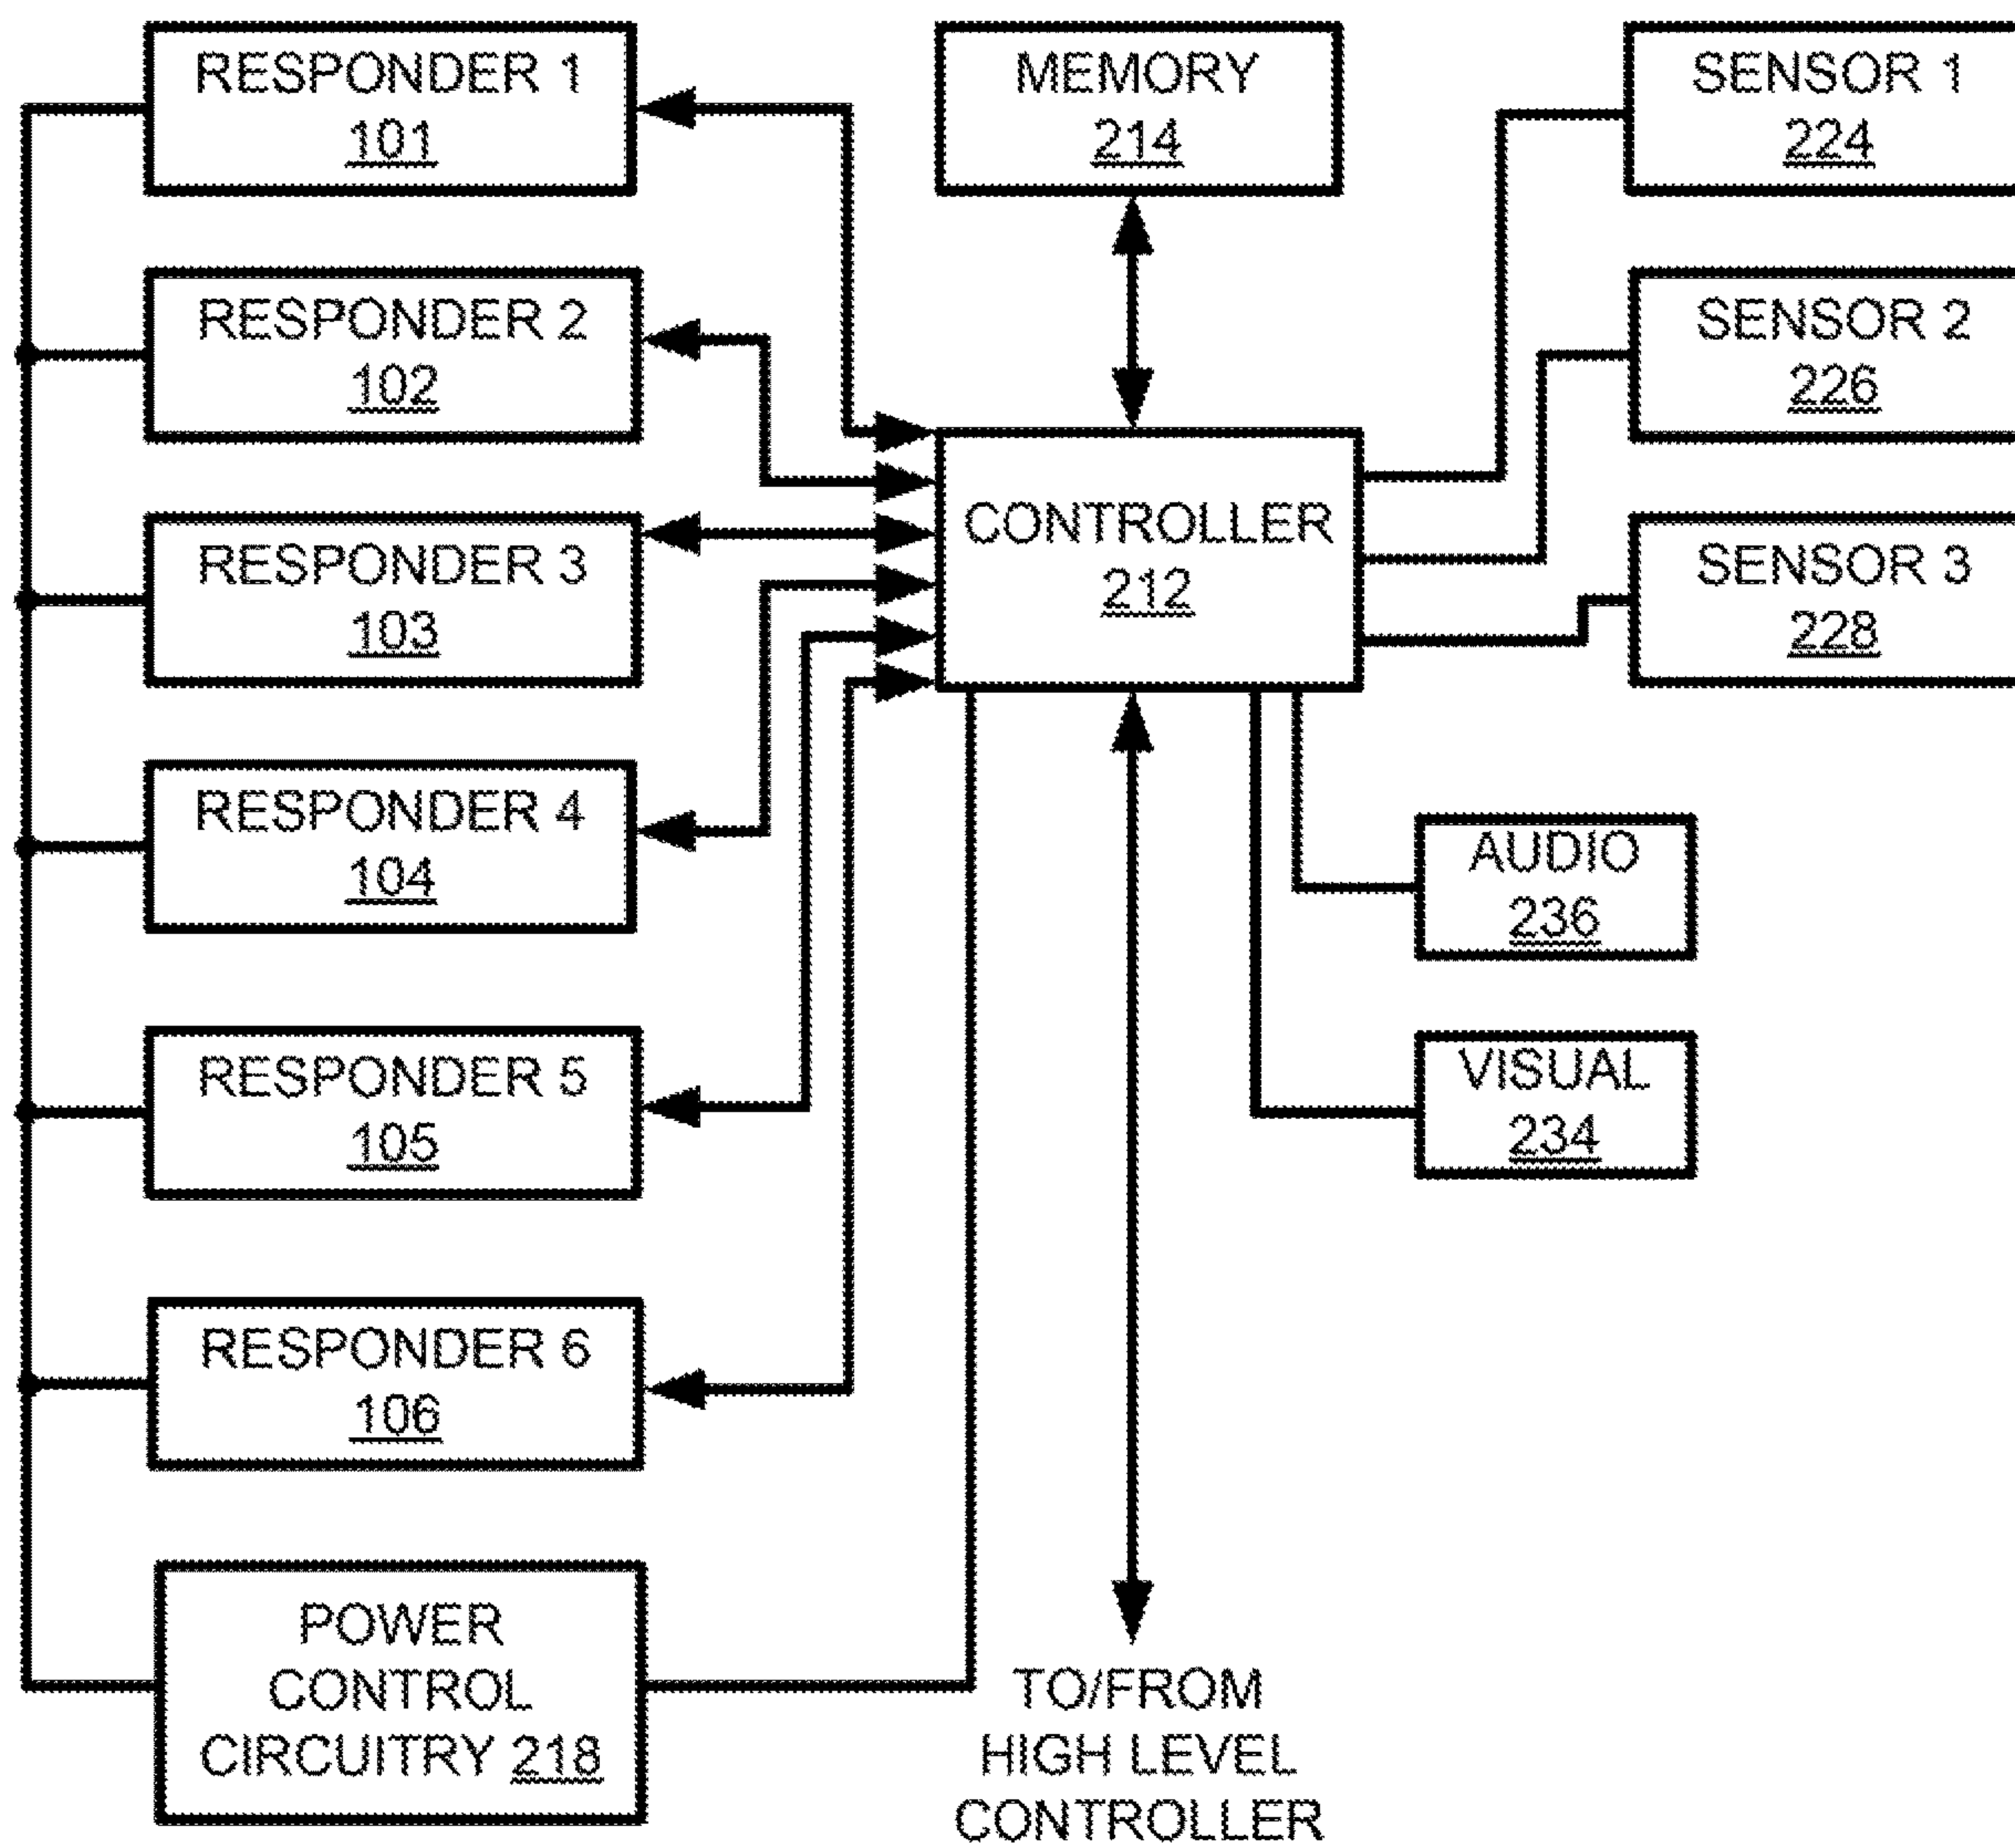 RESPONDER 1
101
RESPONDER 2
102
RESPONDER 3
103
RESPONDER 4
104
RESPONDER 5
105
RESPONDER 6
106
POWER
CONTROL
CIRCUITRY 218
MEMORY
214
CONTROLLER
212
TO/FROM
HIGH LEVEL
CONTROLLER
SENSOR 1
224
SENSOR 2
226
SENSOR 3
228
AUDIO
236
VISUAL
234